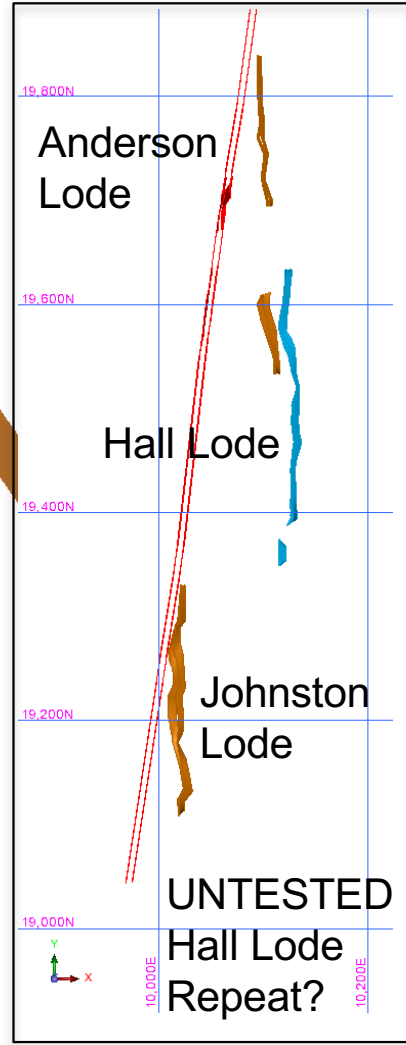 19,800N
Anderson
Lode
19,600N
Hall Lode
19,400N
Johnston
Lode
19,200N
UNTESTED
Hall Lode
Repeat?
19,000N
10,000E
10,200E
Y
X